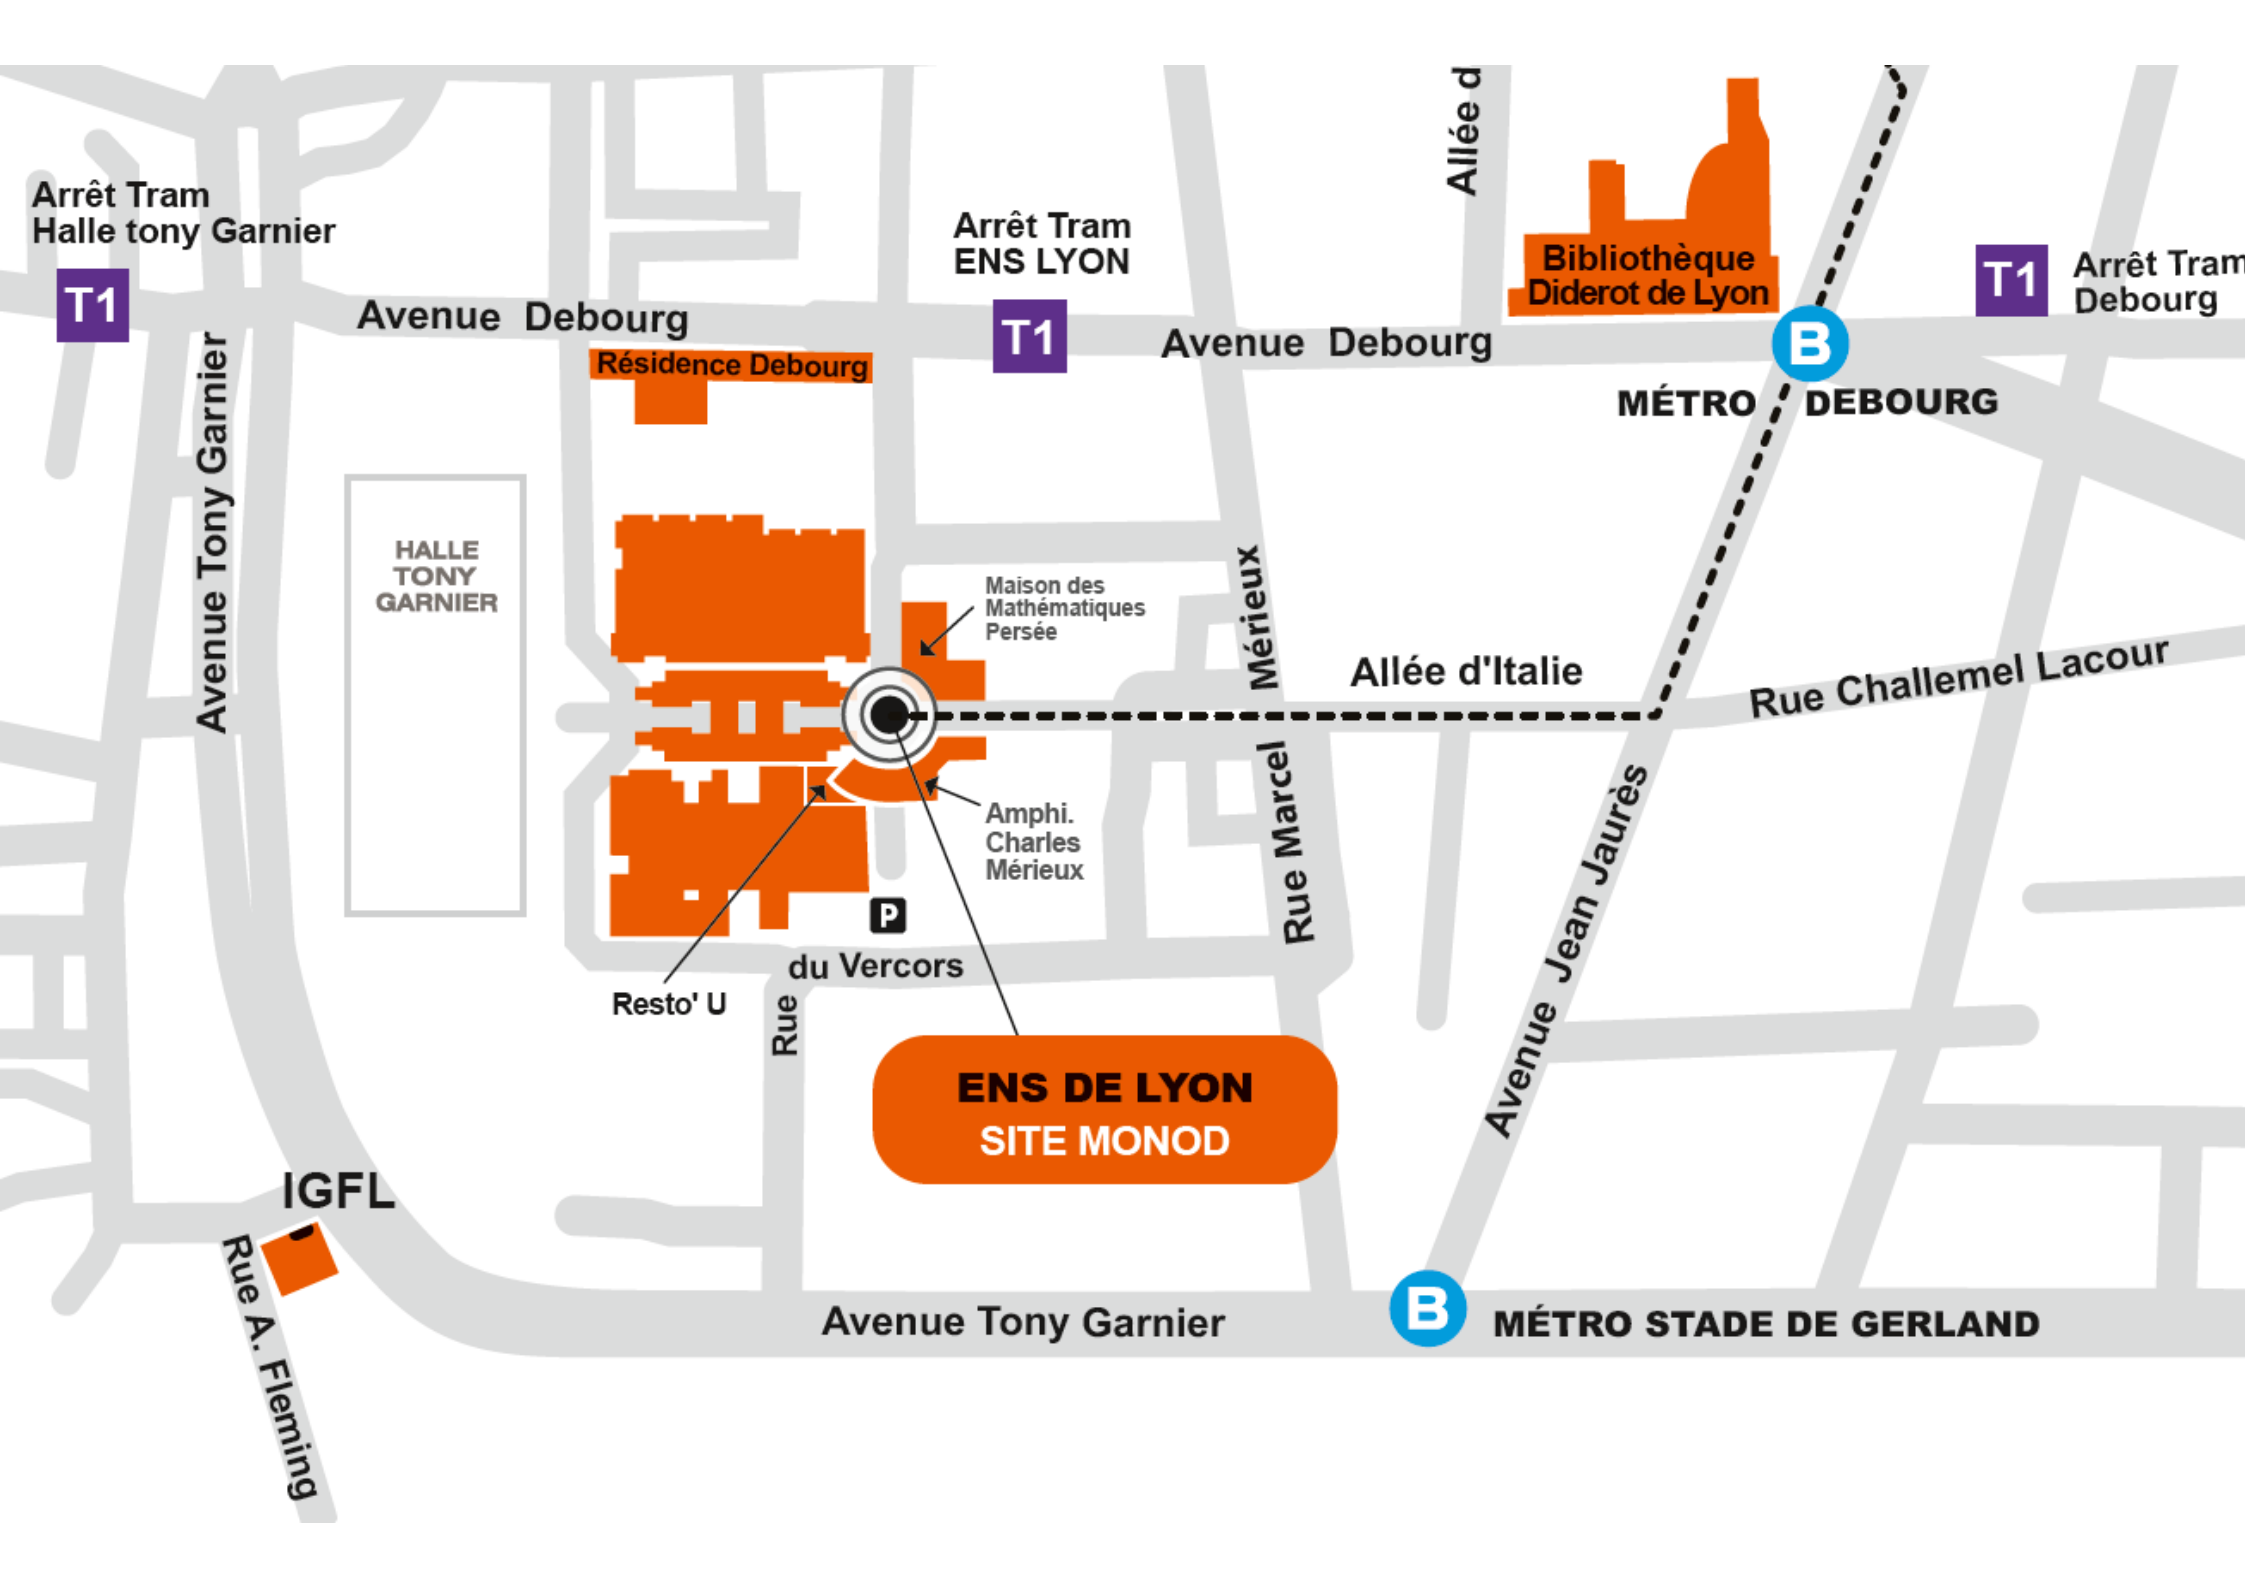 Allée d
Arrêt Tram
Halle tony Garnier
T1
Arrêt Tram
ENS LYON
T1
Bibliothèque
Diderot de Lyon
T1
Arrêt Tram
Debourg
Avenue Debourg
Avenue Debourg
B
MÉTRO DEBOURG
Résidence Debourg
Avenue Tony Garnier
HALLE
TONY
GARNIER
Maison des
Mathématiques
Persée
Rue Marcel Mérieux
Allée d'Italie
Rue Challemel Lacour
Amphi.
Charles
Mérieux
P
Avenue Jean Jaurès
Rue du Vercors
Resto' U
ENS DE LYON
SITE MONOD
IGFL
Rue A. Fleming
Avenue Tony Garnier
B
MÉTRO STADE DE GERLAND